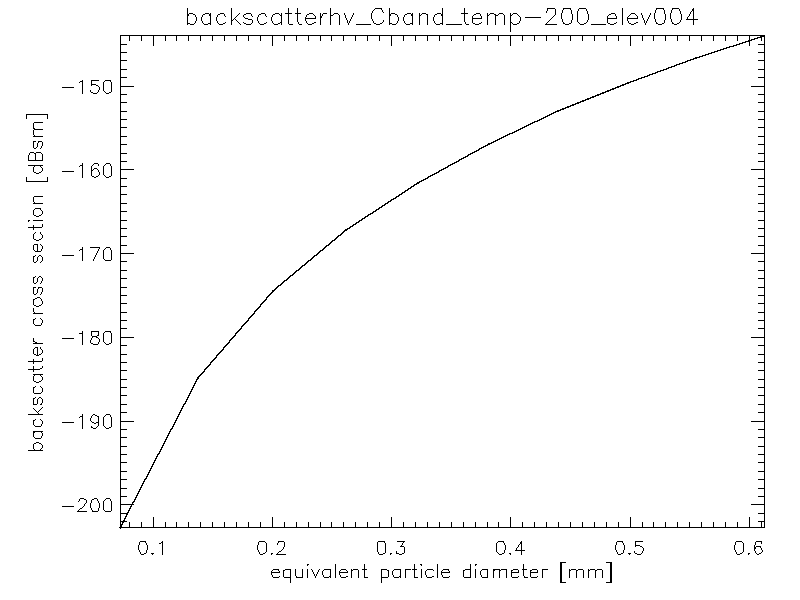 backscatterhv_Cband_temp-200_elev004
backscatter cross section [dBsm]
-150
-160
-170
-180
-190
-200
0.1 0.2 0.3 0.4 0.5 0.6
equivalent particle diameter [mm]